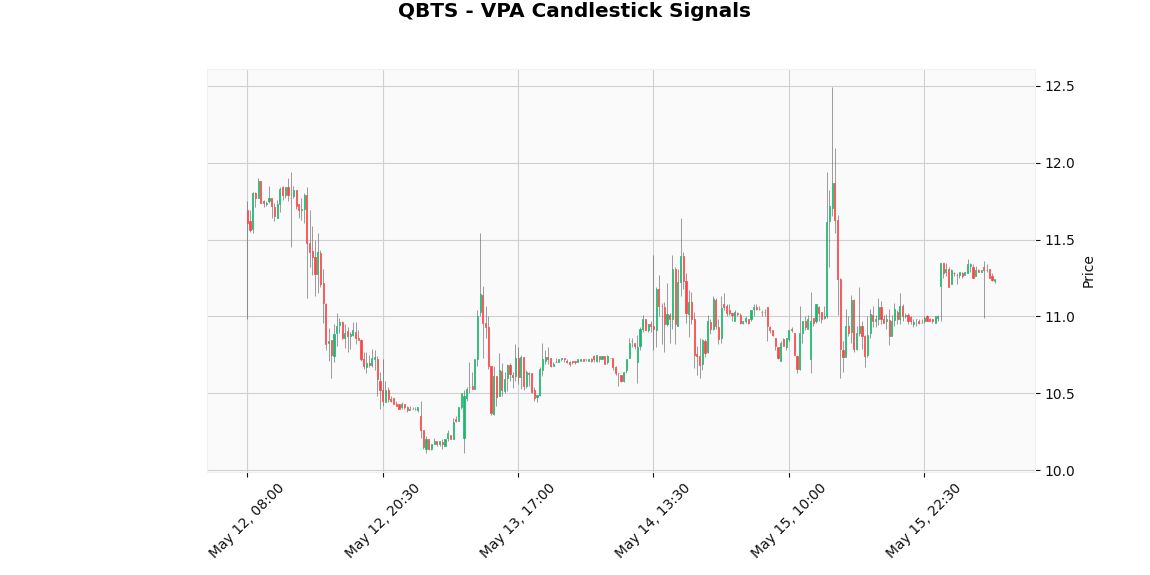 QBTS - VPA Candlestick Signals
12.5
12.0
11.5
11.0
10.5
10.0
Price
May 12, 08:00
May 12, 20:30
May 13, 17:00
May 14, 13:30
May 15, 10:00
May 15, 22:30